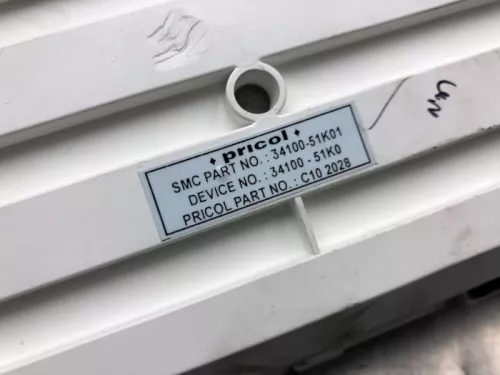 pricol
SMC PART NO.: 34100-51K01
DEVICE NO.: 34100 - 51K0
PRICOL PART NO.: C10 2028